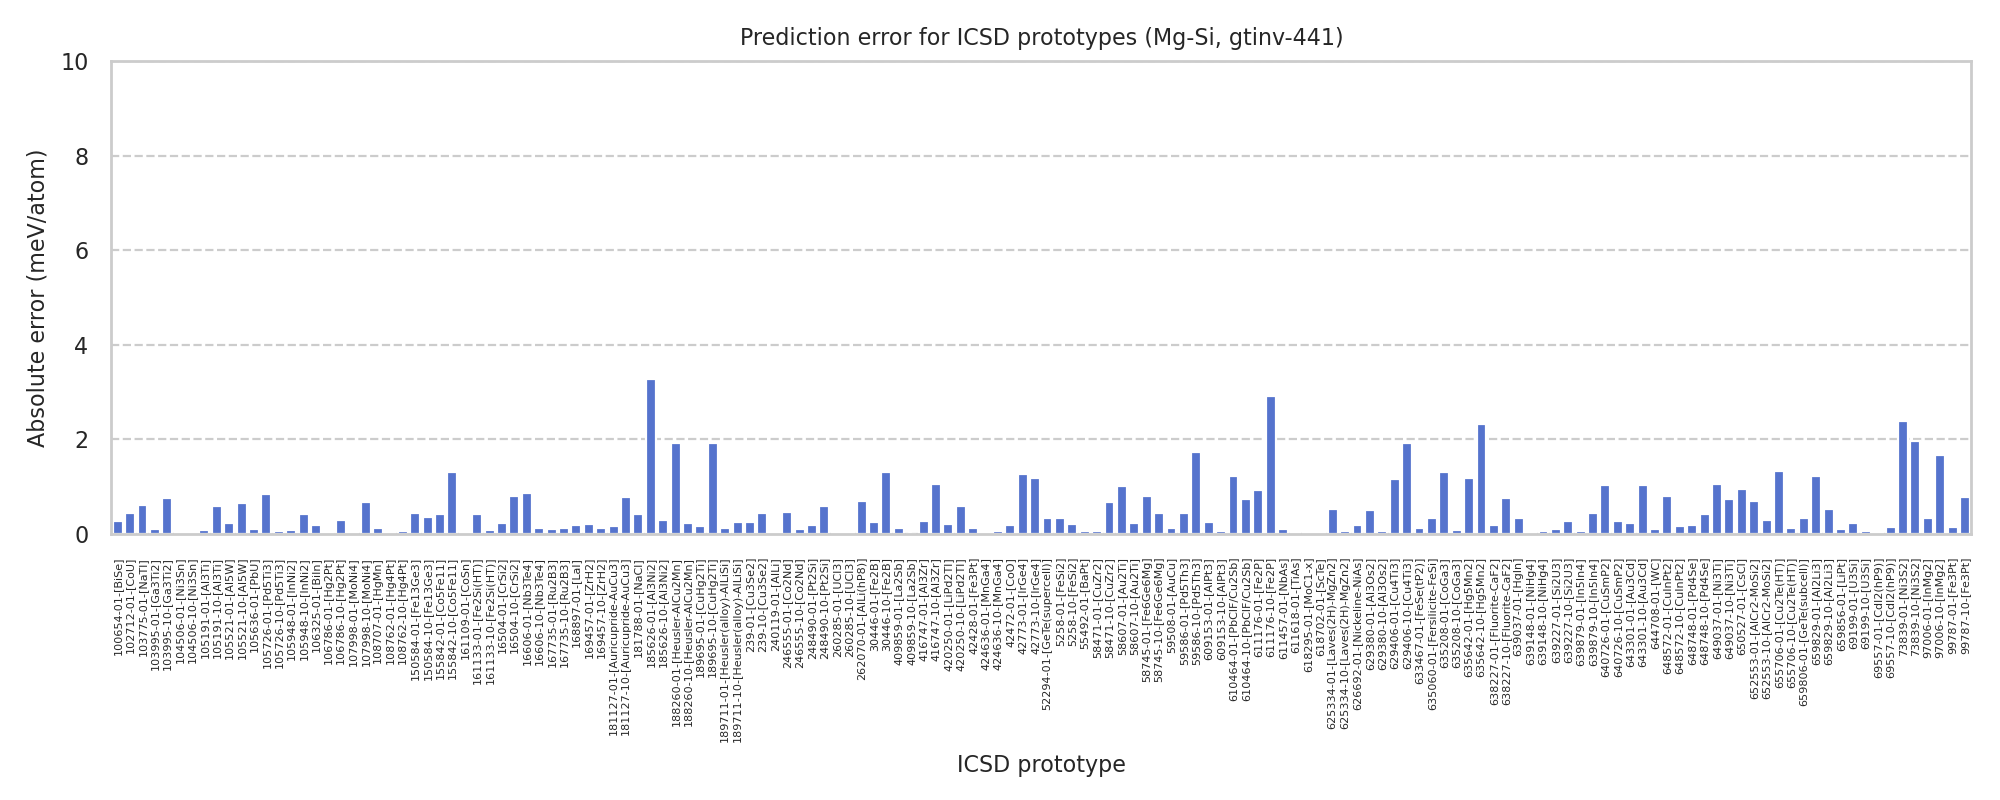 Prediction error for ICSD prototypes (Mg-Si, gtinv-441)
Absolute error (meV/atom)
10
8
6
4
2
0
100654-01-[BiSe]
102712-01-[CoU]
103775-01-[NaTl]
103995-01-[Ga3Ti2]
103995-10-[Ga3Ti2]
104506-01-[Ni3Sn]
104506-10-[Ni3Sn]
105191-01-[Al3Ti]
105191-10-[Al3Ti]
105521-01-[Al5W]
105521-10-[Al5W]
105636-01-[PbU]
105726-01-[Pd5Ti3]
105726-10-[Pd5Ti3]
105948-01-[InNi2]
105948-10-[InNi2]
106325-01-[BiIn]
106786-01-[Hg2Pt]
106786-10-[Hg2Pt]
107998-01-[MoNi4]
107998-10-[MoNi4]
108707-01-[HgMn]
108762-01-[Hg4Pt]
108762-10-[Hg4Pt]
150584-01-[Fe13Ge3]
150584-10-[Fe13Ge3]
155842-01-[Co5Fe11]
155842-10-[Co5Fe11]
161109-01-[CoSn]
161133-01-[Fe2Si(HT)]
161133-10-[Fe2Si(HT)]
16504-01-[CrSi2]
16504-10-[CrSi2]
16606-01-[Nb3Te4]
16606-10-[Nb3Te4]
167735-01-[Ru2B3]
167735-10-[Ru2B3]
168897-01-[LaI]
169457-01-[ZrH2]
169457-10-[ZrH2]
181127-01-[Auricupride-AuCu3]
181127-10-[Auricupride-AuCu3]
181788-01-[NaCl]
185626-01-[Al3Ni2]
185626-10-[Al3Ni2]
188260-01-[Heusler-AlCu2Mn]
188260-10-[Heusler-AlCu2Mn]
189695-01-[CuHg2Ti]
189695-10-[CuHg2Ti]
189711-01-[Heusler(alloy)-AlLiSi]
189711-10-[Heusler(alloy)-AlLiSi]
239-01-[Cu3Se2]
239-10-[Cu3Se2]
240119-01-[AlLi]
246555-01-[Co2Nd]
246555-10-[Co2Nd]
248490-01-[Pt2Si]
248490-10-[Pt2Si]
260285-01-[UCl3]
260285-10-[UCl3]
262070-01-[AlLi(hP8)]
30446-01-[Fe2B]
30446-10-[Fe2B]
409859-01-[La2Sb]
409859-10-[La2Sb]
416747-01-[Al3Zr]
416747-10-[Al3Zr]
420250-01-[LiPd2Tl]
420250-10-[LiPd2Tl]
42428-01-[Fe3Pt]
424636-01-[MnGa4]
424636-10-[MnGa4]
42472-01-[CoO]
42773-01-[IrGe4]
42773-10-[IrGe4]
52294-01-[GeTe(supercell)]
5258-01-[FeSi2]
5258-10-[FeSi2]
55492-01-[BaPt]
58471-01-[CuZr2]
58471-10-[CuZr2]
58607-01-[Au2Ti]
58607-10-[Au2Ti]
58745-01-[Fe6Ge6Mg]
58745-10-[Fe6Ge6Mg]
59508-01-[AuCu]
59586-01-[Pd5Th3]
59586-10-[Pd5Th3]
609153-01-[AlPt3]
609153-10-[AlPt3]
610464-01-[PbClF/Cu2Sb]
610464-10-[PbClF/Cu2Sb]
611176-01-[Fe2P]
611176-10-[Fe2P]
611457-01-[NbAs]
611618-01-[TiAs]
618295-01-[MoC1-x]
618702-01-[ScTe]
625334-01-[Laves(2H)-MgZn2]
625334-10-[Laves(2H)-MgZn2]
626692-01-[Nickeline-NiAs]
629380-01-[Al3Os2]
629380-10-[Al3Os2]
629406-01-[Cu4Ti3]
629406-10-[Cu4Ti3]
633467-01-[FeSe(tP2)]
635060-01-[Fersilicite-FeSi]
635208-01-[CoGa3]
635208-10-[CoGa3]
635642-01-[Hg5Mn2]
635642-10-[Hg5Mn2]
638227-01-[Fluorite-CaF2]
638227-10-[Fluorite-CaF2]
639037-01-[HgIn]
639148-01-[NiHg4]
639148-10-[NiHg4]
639227-01-[Si2U3]
639227-10-[Si2U3]
639879-01-[In5In4]
639879-10-[In5In4]
640726-01-[CuSmP2]
640726-10-[CuSmP2]
643301-01-[Au3Cd]
643301-10-[Au3Cd]
644708-01-[WC]
648572-01-[CuInPt2]
648572-10-[CuInPt2]
648748-01-[Pd4Se]
648748-10-[Pd4Se]
649037-01-[Ni3Ti]
649037-10-[Ni3Ti]
650527-01-[CsCl]
652553-01-[AlCr2-MoSi2]
652553-10-[AlCr2-MoSi2]
655706-01-[Cu2Te(HT)]
655706-10-[Cu2Te(HT)]
659806-01-[GeTe(subcell)]
659829-01-[Al2Li3]
659829-10-[Al2Li3]
659856-01-[LiPt]
69199-01-[U3Si]
69199-10-[U3Si]
69557-01-[CdI2(hP9)]
69557-10-[CdI2(hP9)]
73839-01-[Ni3S2]
73839-10-[Ni3S2]
97006-01-[InMg2]
97006-10-[InMg2]
99787-01-[Fe3Pt]
99787-10-[Fe3Pt]
ICSD prototype